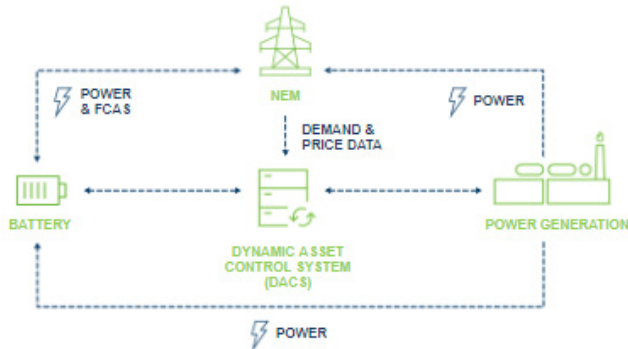 POWER
& FCAS
NEM
POWER
DEMAND &
PRICE DATA
BATTERY
DYNAMIC ASSET
CONTROL SYSTEM
(DACS)
POWER GENERATION
POWER